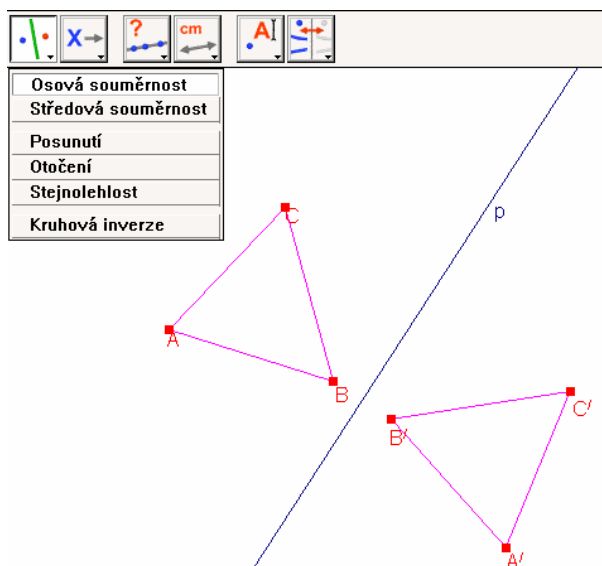 X
?
cm
A
Osová souměrnost
Středová souměrnost
Posunutí
Otočení
Stejnolehlost
Kruhová inverze
C
p
A
B
B'
C'
A'